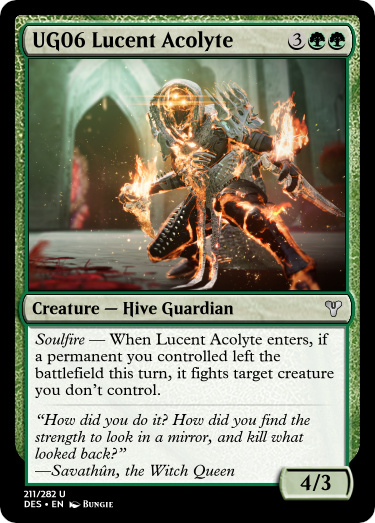 UG06 Lucent Acolyte 3
Creature — Hive Guardian
Soulfire — When Lucent Acolyte enters, if
a permanent you controlled left the
battlefield this turn, it fights target creature
you don't control.
“How did you do it? How did you find the
strength to look in a mirror, and kill what
looked back?”
—Savathûn, the Witch Queen
4/3
211/282 U
DES • EN Bungie